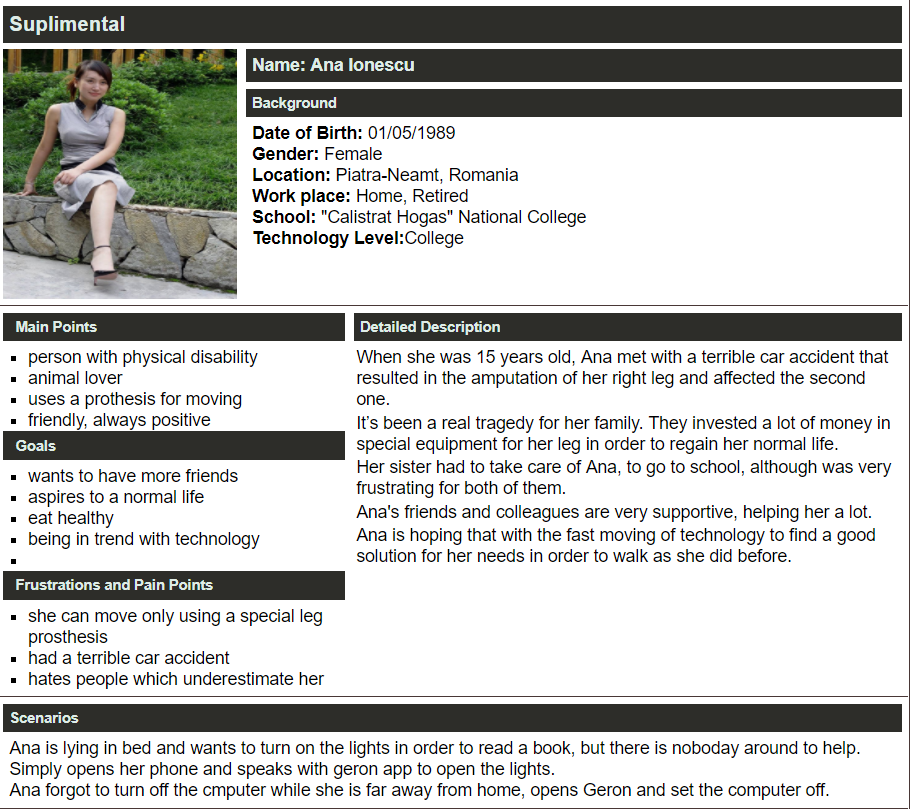 Suplimental
Name: Ana Ionescu
Background
Date of Birth: 01/05/1989
Gender: Female
Location: Piatra-Neamt, Romania
Work place: Home, Retired
School: "Calistrat Hogas" National College
Technology Level:College
Main Points
person with physical disability
animal lover
uses a prothesis for moving
friendly, always positive
Goals
wants to have more friends
aspires to a normal life
eat healthy
being in trend with technology
Frustrations and Pain Points
she can move only using a special leg
prosthesis
had a terrible car accident
hates people which underestimate her
Detailed Description
When she was 15 years old, Ana met with a terrible car accident that
resulted in the amputation of her right leg and affected the second
one.
It’s been a real tragedy for her family. They invested a lot of money in
special equipment for her leg in order to regain her normal life.
Her sister had to take care of Ana, to go to school, although was very
frustrating for both of them.
Ana's friends and colleagues are very supportive, helping her a lot.
Ana is hoping that with the fast moving of technology to find a good
solution for her needs in order to walk as she did before.
Scenarios
Ana is lying in bed and wants to turn on the lights in order to read a book, but there is noboday around to help.
Simply opens her phone and speaks with geron app to open the lights.
Ana forgot to turn off the cmputer while she is far away from home, opens Geron and set the computer off.